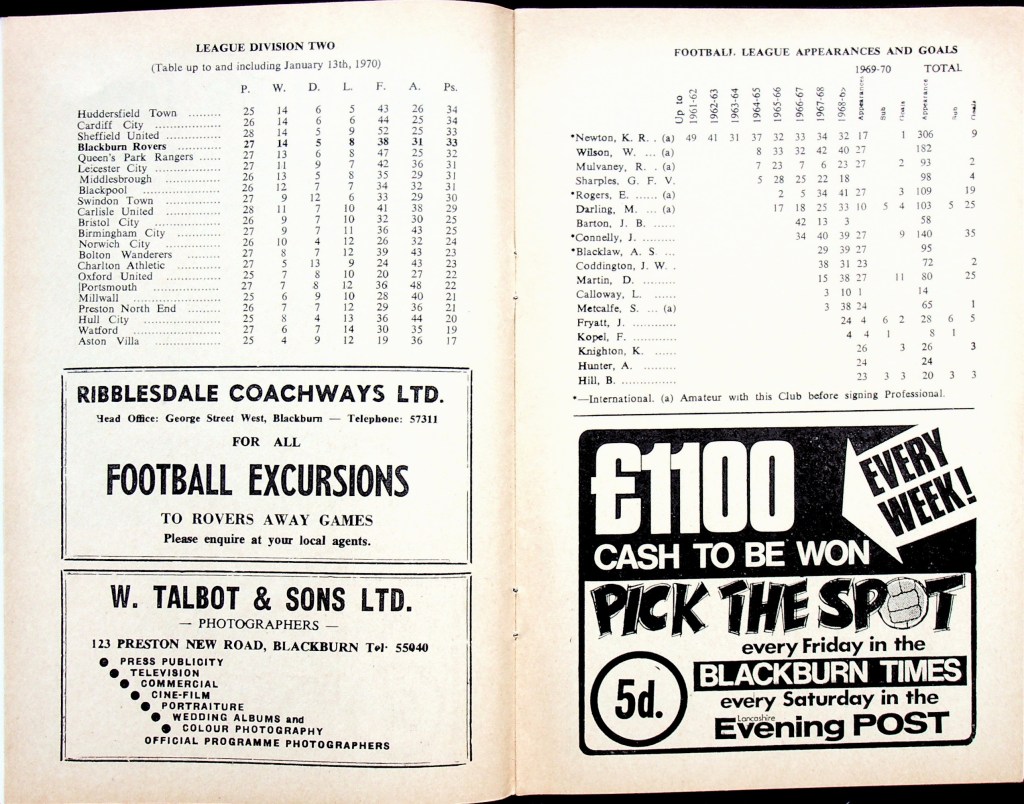 LEAGUE DIVISION TWO
(Table up to and including January 13th, 1970)
P. W. D. L. F. A. Ps.
Huddersfield Town ......... 25 14 6 5 43 26 34
Cardiff City ................ 26 14 6 6 44 25 34
Sheffield United ............ 28 14 5 9 52 25 33
Blackburn Rovers ......... 27 14 5 8 38 31 33
Queen's Park Rangers ...... 27 13 6 8 47 25 32
Leicester City ............... 27 11 9 7 42 36 31
Middlesbrough ............... 26 13 5 8 35 29 31
Blackpool ..................... 26 12 7 7 34 32 31
Swindon Town ............... 27 9 12 6 33 29 30
Carlisle United ............... 28 11 7 10 41 38 29
Bristol City .................. 26 9 7 10 32 30 25
Birmingham City ............ 27 9 7 11 36 43 25
Norwich City ............... 26 10 4 12 26 32 24
Bolton Wanderers ............ 27 8 7 12 39 43 23
Charlton Athletic ............ 27 5 13 9 24 43 23
Oxford United ............... 25 7 8 10 20 27 22
Portsmouth .................. 27 7 8 12 36 48 22
Millwall ..................... 25 6 9 10 28 40 21
Preston North End ......... 26 7 7 12 29 36 21
Hull City ..................... 25 8 4 13 36 44 20
Watford ..................... 27 6 7 14 30 35 19
Aston Villa .................. 25 4 9 12 19 36 17
RIBBLESDALE COACHWAYS LTD.
Head Office: George Street West, Blackburn — Telephone: 57311
FOR ALL
FOOTBALL EXCURSIONS
TO ROVERS AWAY GAMES
Please enquire at your local agents.
W. TALBOT & SONS LTD.
— PHOTOGRAPHERS —
123 PRESTON NEW ROAD, BLACKBURN Tel· 55040
● PRESS PUBLICITY
● TELEVISION
● COMMERCIAL
● CINE-FILM
● PORTRAITURE
● WEDDING ALBUMS and
● COLOUR PHOTOGRAPHY
OFFICIAL PROGRAMME PHOTOGRAPHERS
FOOTBALL LEAGUE APPEARANCES AND GOALS
1969-70 TOTAL
Up to 1961-62 1962-63 1963-64 1964-65 1965-66 1966-67 1967-68 1968-69 Appearances Sub Goals Appearances Sub Goals
*Newton, K. R. . (a) 49 41 31 37 32 33 34 32 17 1 306 9
Wilson, W. ... (a) 8 33 32 42 40 27 182
Mulvaney, R. . (a) 7 23 7 6 23 27 2 93 2
Sharples, G. F. V. 5 28 25 22 18 98 4
*Rogers, E. ...... (a) 2 5 34 41 27 3 109 19
Darling, M. ... (a) 17 18 25 33 10 5 4 103 5 25
Barton, J. B. ...... 42 13 3 58
*Connelly, J. ......... 34 40 39 27 9 140 35
*Blacklaw, A. S ... 29 39 27 95
Coddington, J. W. . 38 31 23 72 2
Martin, D. ......... 15 38 27 11 80 25
Calloway, L. ...... 3 10 1 14
Metcalfe, S. ... (a) 3 38 24 65 1
Fryatt, J. ............ 24 4 6 2 28 6 5
Kopel, F. ............ 4 4 1 8 1
Knighton, K. ...... 26 3 26 3
Hunter, A. ......... 24 24
Hill, B. ............... 23 3 3 20 3 3
*—International. (a) Amateur with this Club before signing Professional.
£1100
EVERY WEEK!
CASH TO BE WON
PICK THE SPOT
every Friday in the
BLACKBURN TIMES
5d.
every Saturday in the
Lancashire
Evening POST